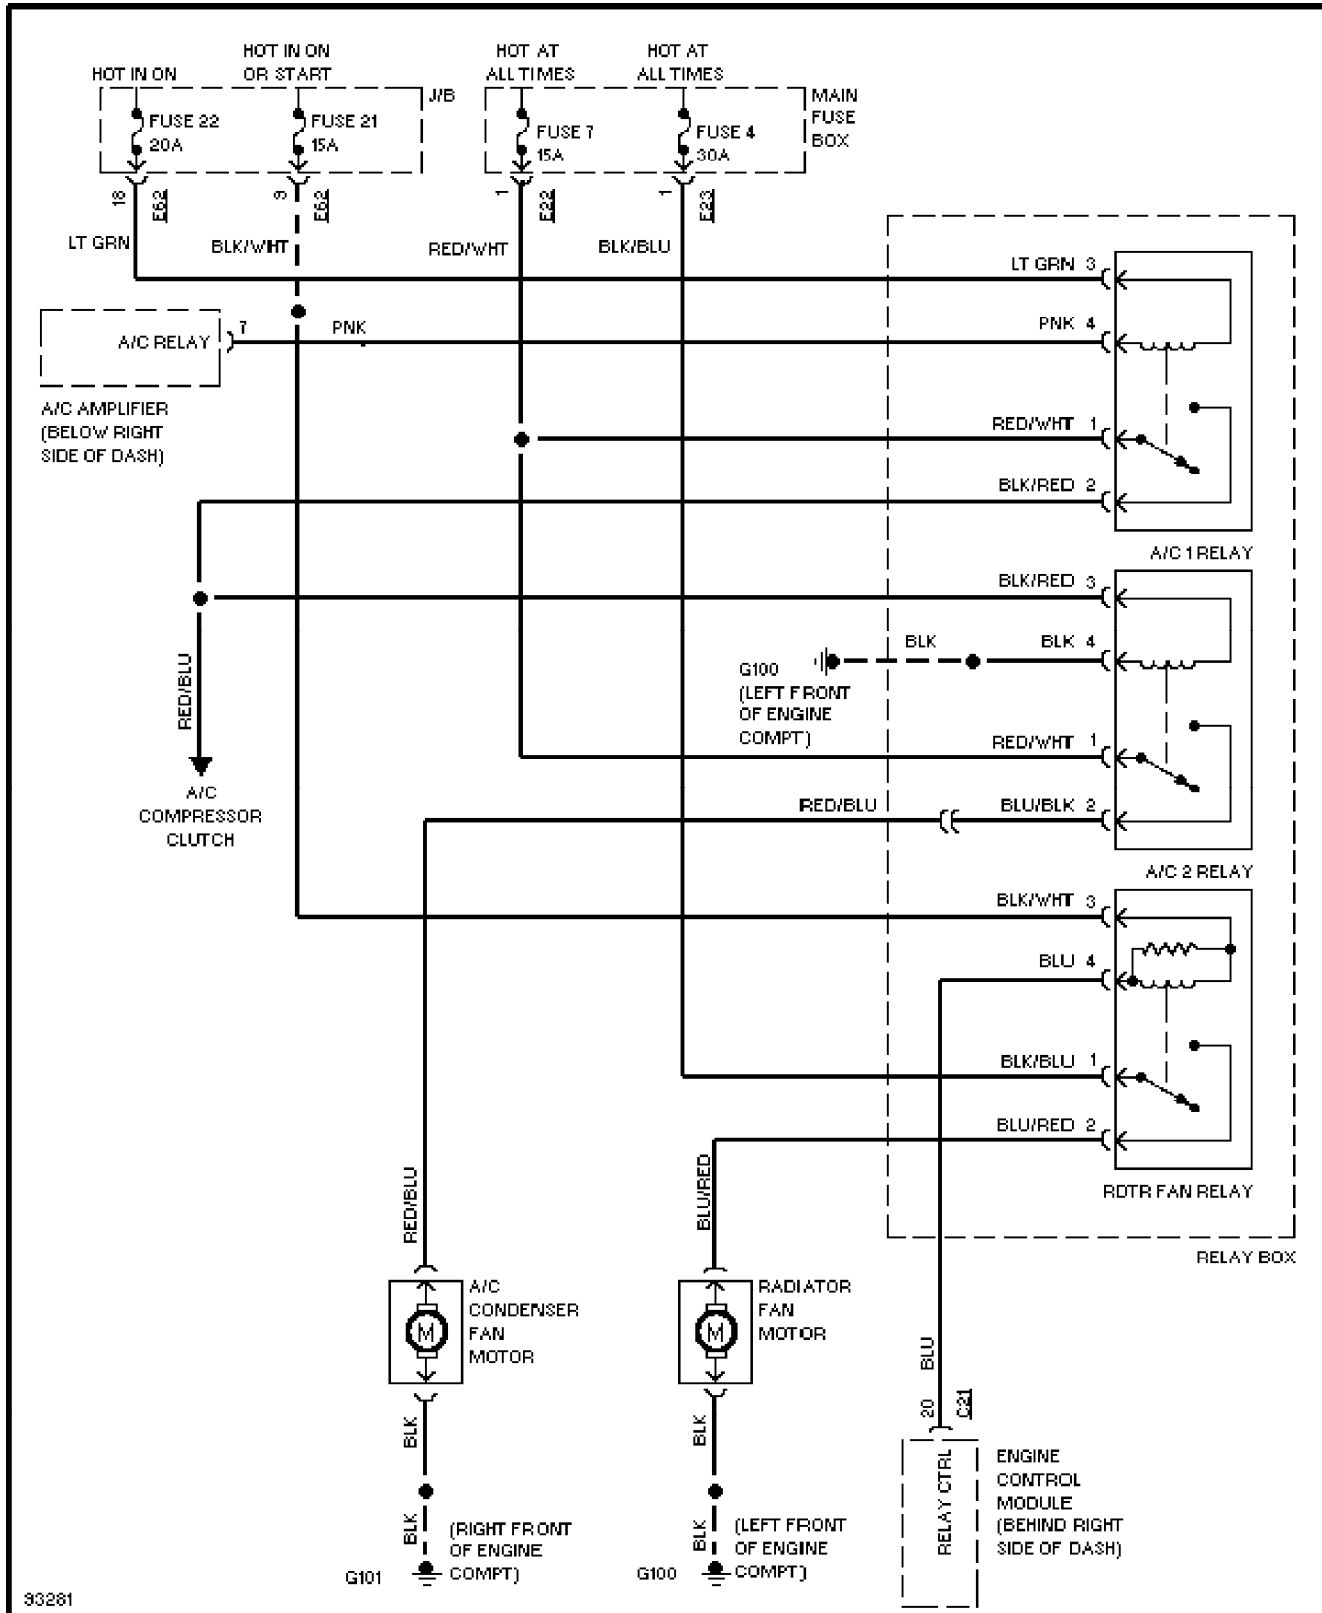 HOT IN ON
HOT IN ON
OR START
HOT AT
ALL TIMES
HOT AT
ALL TIMES
J/B
MAIN
FUSE
BOX
FUSE 22
20A
FUSE 21
15A
FUSE 7
15A
FUSE 4
30A
18
E62
9
E62
1
E22
1
E23
LT GRN
BLK/WHT
RED/WHT
BLK/BLU
LT GRN 3
A/C RELAY
7
PNK
PNK 4
A/C AMPLIFIER
(BELOW RIGHT
SIDE OF DASH)
RED/WHT 1
BLK/RED 2
A/C 1 RELAY
BLK/RED 3
BLK
BLK 4
G100
(LEFT FRONT
OF ENGINE
COMPT)
RED/BLU
RED/WHT 1
A/C
COMPRESSOR
CLUTCH
RED/BLU
BLU/BLK 2
A/C 2 RELAY
BLK/WHT 3
BLU 4
BLK/BLU 1
BLU/RED 2
RDTR FAN RELAY
RELAY BOX
RED/BLU
BLU/RED
A/C
CONDENSER
FAN
MOTOR
M
RADIATOR
FAN
MOTOR
M
BLU
20
C21
BLK
BLK
RELAY CTRL
ENGINE
CONTROL
MODULE
(BEHIND RIGHT
SIDE OF DASH)
BLK
(RIGHT FRONT
OF ENGINE
COMPT)
G101
BLK
(LEFT FRONT
OF ENGINE
COMPT)
G100
93281